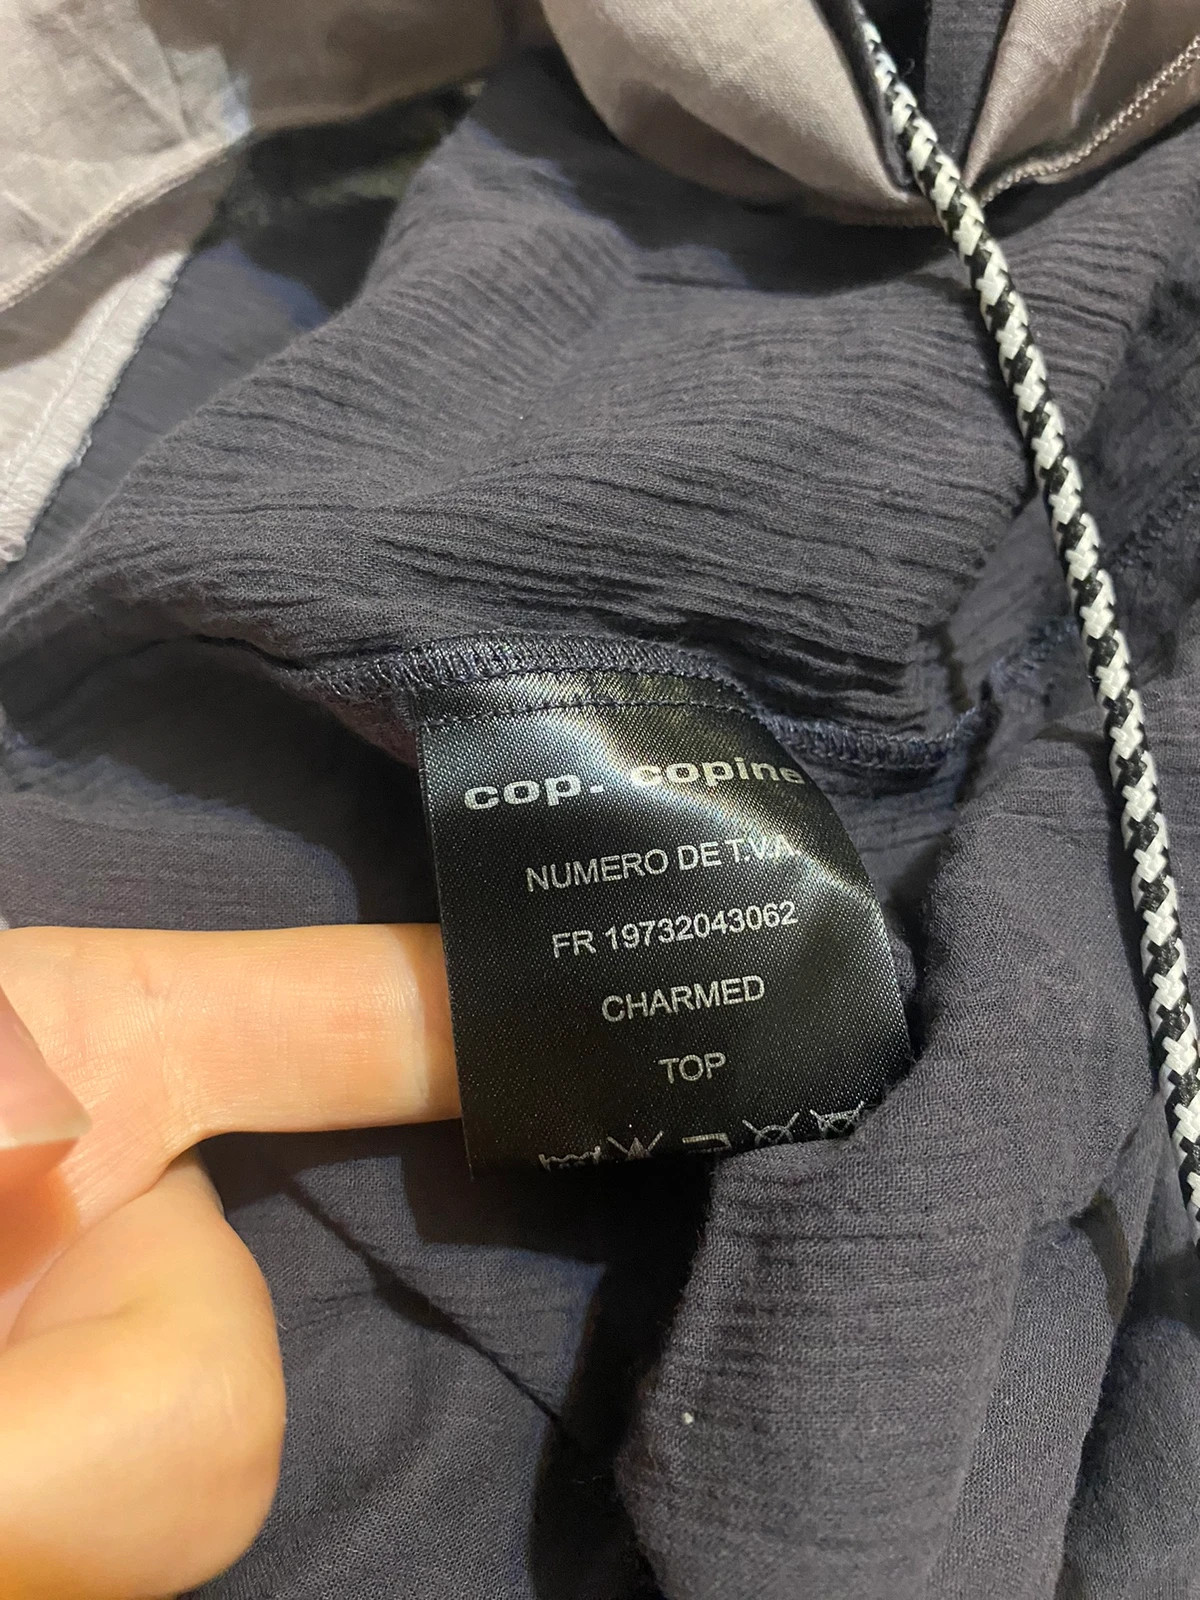 cop. copine
NUMERO DE T.V.A
FR 19732043062
CHARMED
TOP